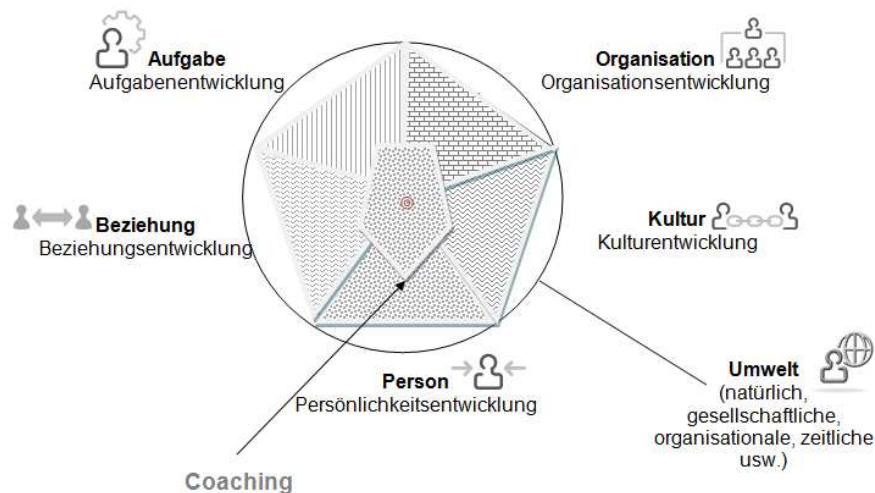 Aufgabe
Aufgabenentwicklung
Organisation
Organisationsentwicklung
Beziehung
Beziehungsentwicklung
Kultur
Kulturentwicklung
Person
Persönlichkeitsentwicklung
Umwelt
(natürlich,
gesellschaftliche,
organisationale, zeitliche
usw.)
Coaching